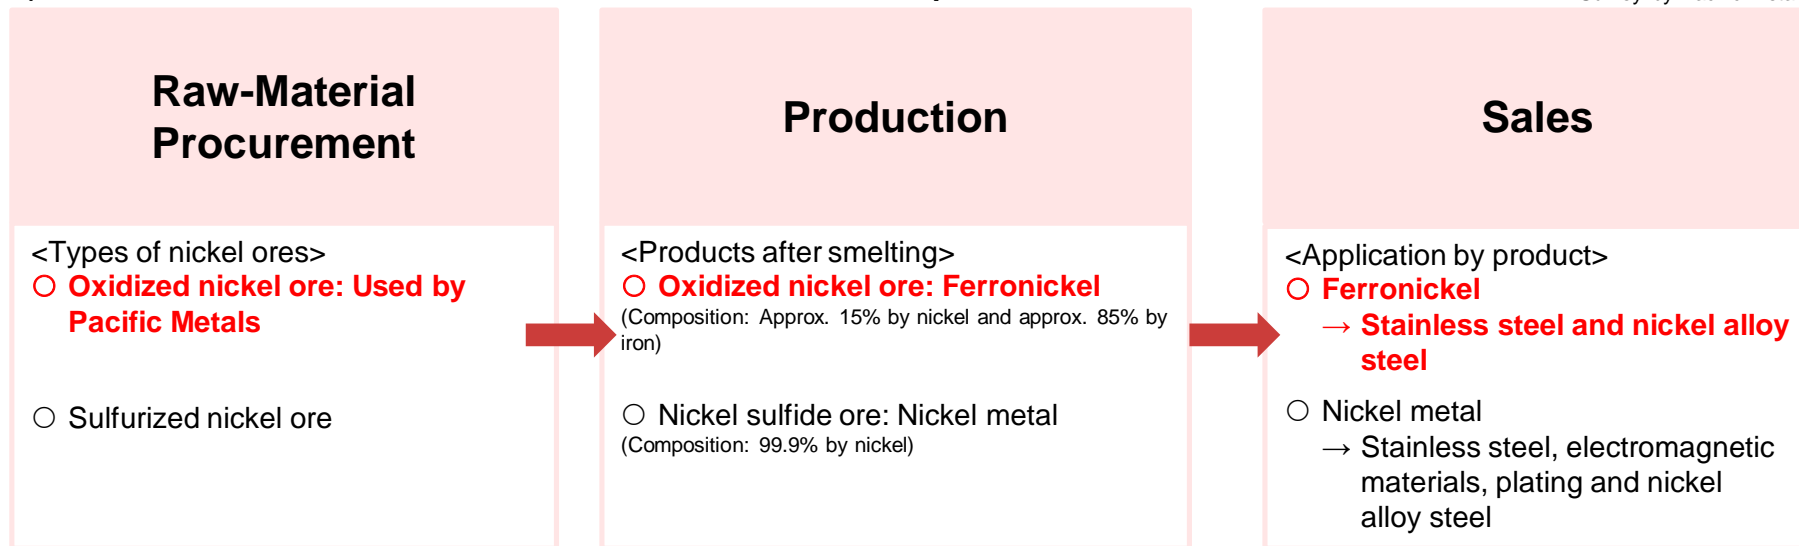 Raw-Material
Procurement
<Types of nickel ores>
○ Oxidized nickel ore: Used by
Pacific Metals
○ Sulfurized nickel ore
Production
<Products after smelting>
○ Oxidized nickel ore: Ferronickel
(Composition: Approx. 15% by nickel and approx. 85% by
iron)
○ Nickel sulfide ore: Nickel metal
(Composition: 99.9% by nickel)
Sales
<Application by product>
○ Ferronickel
→ Stainless steel and nickel alloy
steel
○ Nickel metal
→ Stainless steel, electromagnetic
materials, plating and nickel
alloy steel